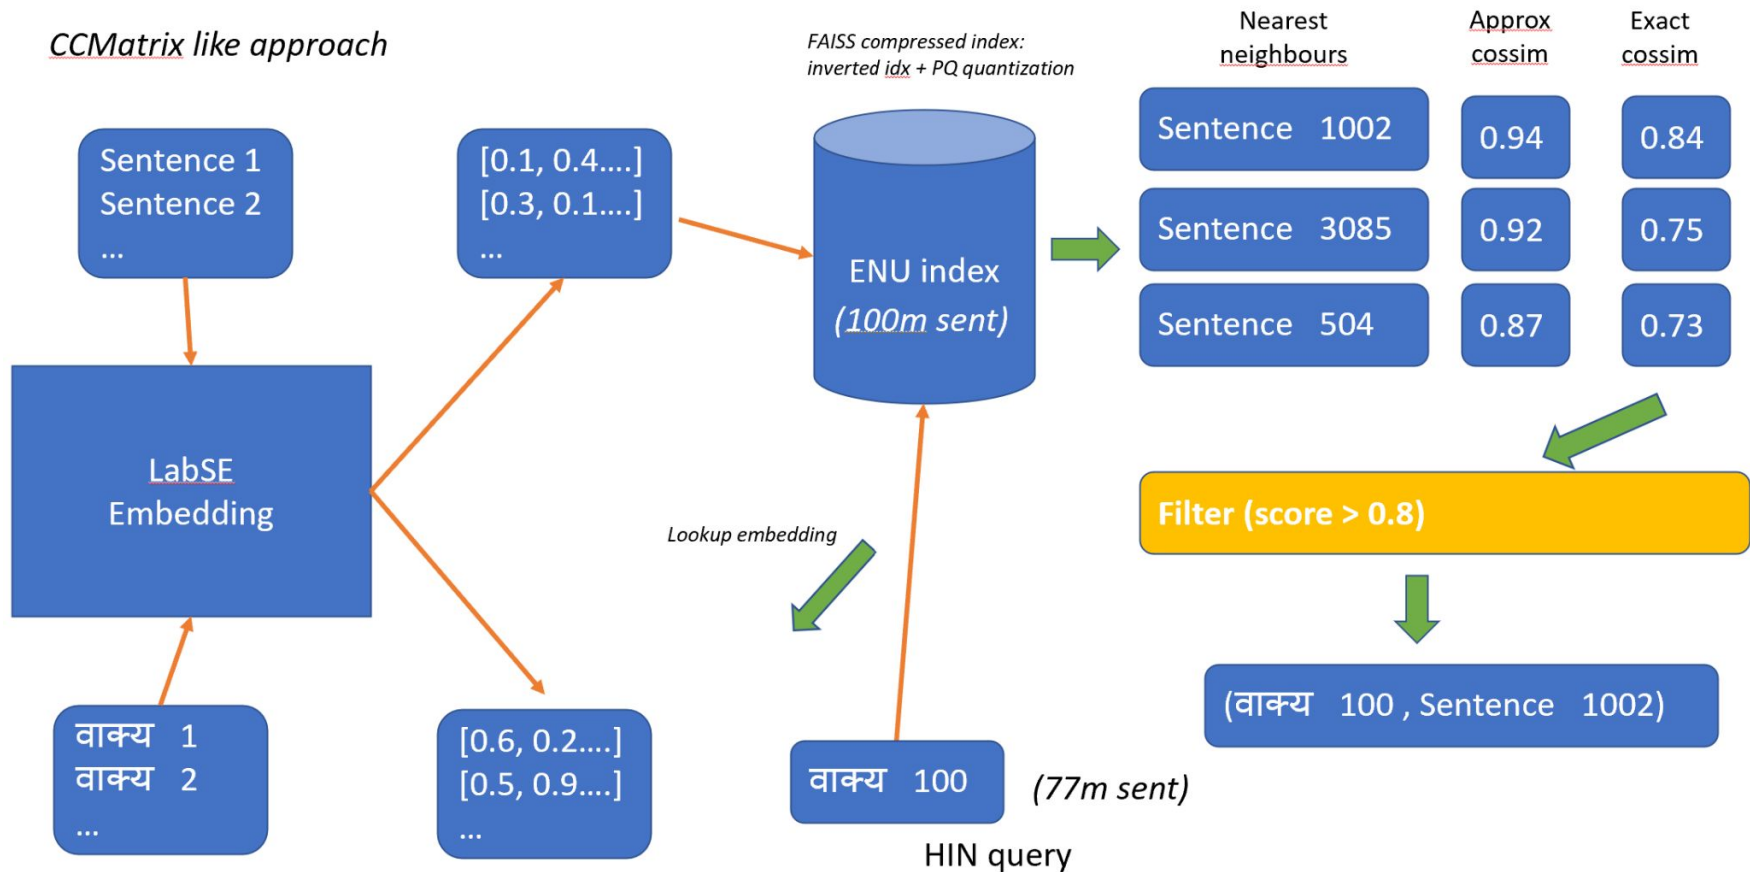 CCMatrix like approach
FAISS compressed index:
inverted idx + PQ quantization
Nearest
neighbours
Approx
cossim
Exact
cossim
Sentence 1
Sentence 2
...
[0.1, 0.4....]
[0.3, 0.1....]
...
ENU index
(100m sent)
Sentence 1002
0.94
0.84
Sentence 3085
0.92
0.75
Sentence 504
0.87
0.73
LabSE
Embedding
Lookup embedding
Filter (score > 0.8)
(वाक्य 100 , Sentence 1002)
वाक्य 1
वाक्य 2
...
[0.6, 0.2....]
[0.5, 0.9....]
...
वाक्य 100
(77m sent)
HIN query